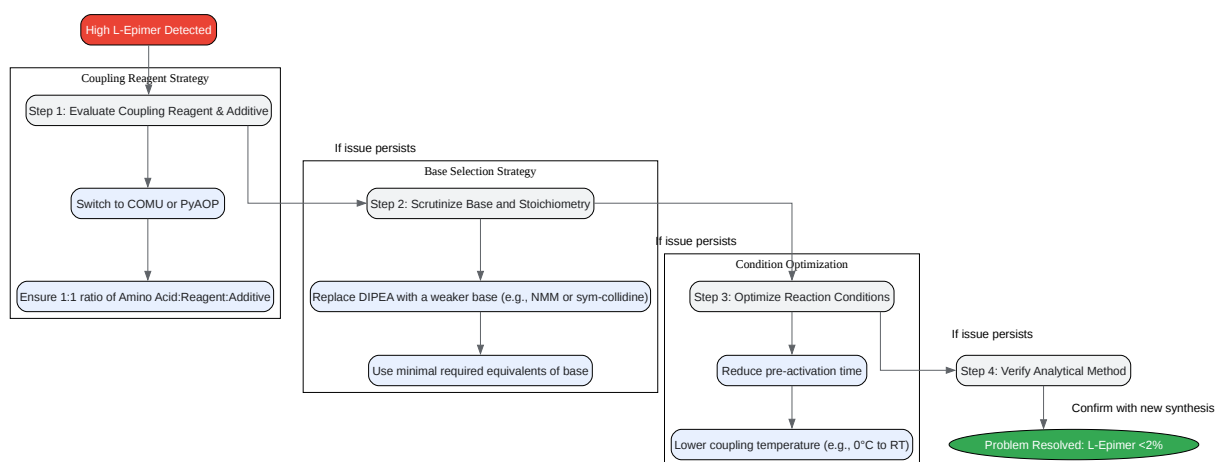 High L-Epimer Detected
Coupling Reagent Strategy
Step 1: Evaluate Coupling Reagent & Additive
Switch to COMU or PyAOP
Ensure 1:1 ratio of Amino Acid:Reagent:Additive
If issue persists
Base Selection Strategy
Step 2: Scrutinize Base and Stoichiometry
Replace DIPEA with a weaker base (e.g., NMM or sym-collidine)
Use minimal required equivalents of base
If issue persists
Condition Optimization
Step 3: Optimize Reaction Conditions
Reduce pre-activation time
Lower coupling temperature (e.g., 0°C to RT)
If issue persists
Step 4: Verify Analytical Method
Confirm with new synthesis
Problem Resolved: L-Epimer <2%